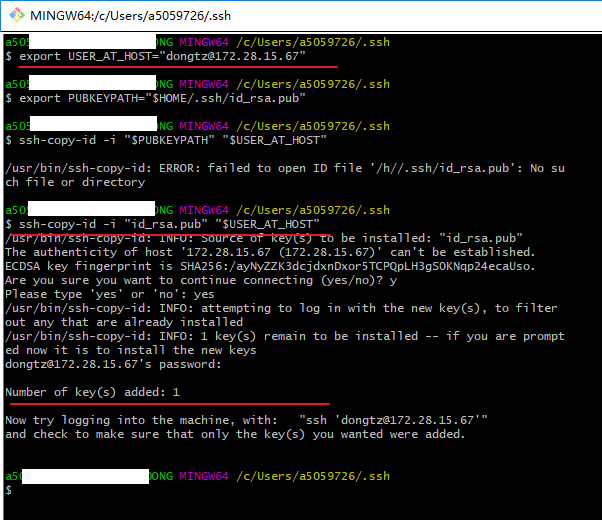 MINGW64:/c/Users/a5059726/.ssh
a50 ONG MINGW64 /c/Users/a5059726/.ssh
$ export USER_AT_HOST="dongtz@172.28.15.67"
a50 ONG MINGW64 /c/Users/a5059726/.ssh
$ export PUBKEYPATH="$HOME/.ssh/id_rsa.pub"
a50 ONG MINGW64 /c/Users/a5059726/.ssh
$ ssh-copy-id -i "$PUBKEYPATH" "$USER_AT_HOST"
/usr/bin/ssh-copy-id: ERROR: failed to open ID file '/h//.ssh/id_rsa.pub': No su
ch file or directory
a50 ONG MINGW64 /c/Users/a5059726/.ssh
$ ssh-copy-id -i "id_rsa.pub" "$USER_AT_HOST"
/usr/bin/ssh-copy-id: INFO: Source of key(s) to be installed: "id_rsa.pub"
The authenticity of host '172.28.15.67 (172.28.15.67)' can't be established.
ECDSA key fingerprint is SHA256:/ayNyZZK3dcjdxnDxor5TCPQpLH3gSOKNqp24ecaUso.
Are you sure you want to continue connecting (yes/no)? y
Please type 'yes' or 'no': yes
/usr/bin/ssh-copy-id: INFO: attempting to log in with the new key(s), to filter
out any that are already installed
/usr/bin/ssh-copy-id: INFO: 1 key(s) remain to be installed -- if you are prompt
ed now it is to install the new keys
dongtz@172.28.15.67's password:
Number of key(s) added: 1
Now try logging into the machine, with:   "ssh 'dongtz@172.28.15.67'"
and check to make sure that only the key(s) you wanted were added.
a50 ONG MINGW64 /c/Users/a5059726/.ssh
$